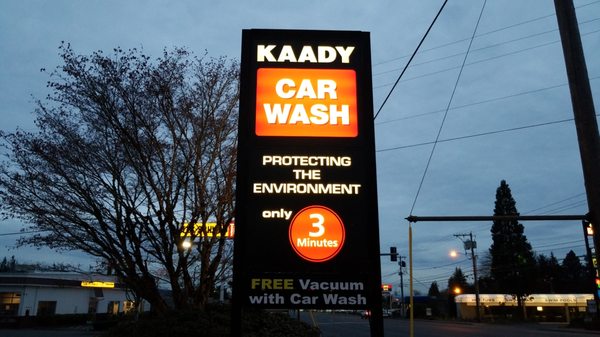 KAADY
CAR
WASH
PROTECTING
THE
ENVIRONMENT
only
3
Minutes
FREE Vacuum
with Car Wash